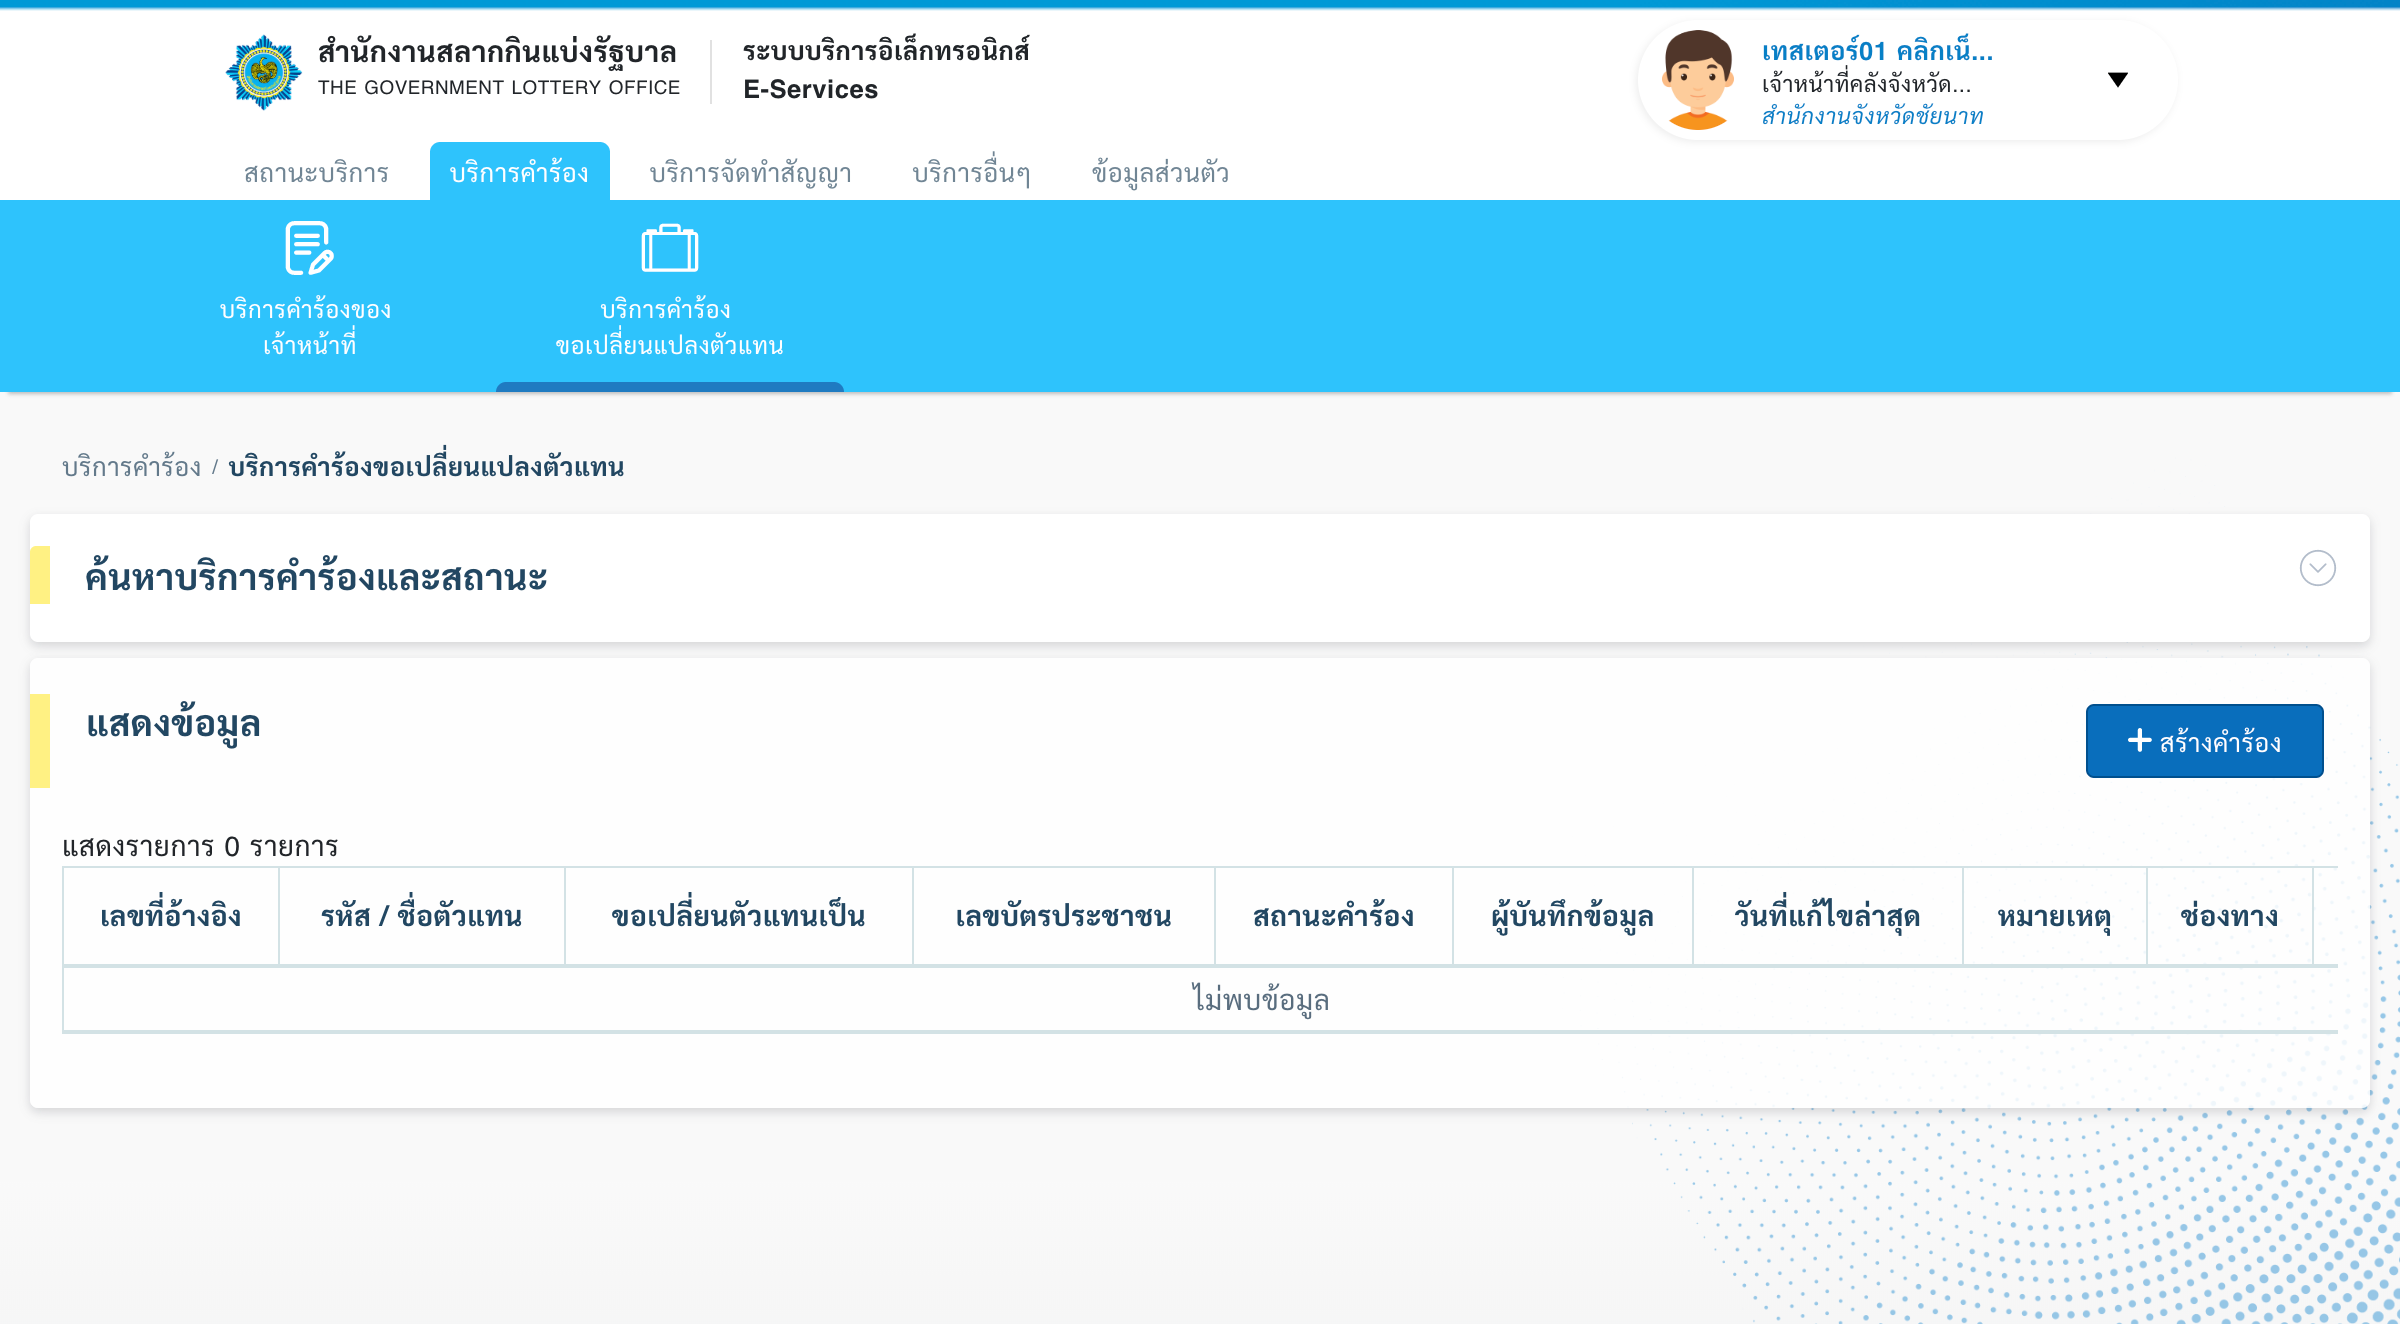 สำนักงานสลากกินแบ่งรัฐบาล
THE GOVERNMENT LOTTERY OFFICE
ระบบบริการอิเล็กทรอนิกส์
E-Services
เทสเตอร์01 คลิกเน็...
เจ้าหน้าที่คลังจังหวัด...
สำนักงานจังหวัดชัยนาท
สถานะบริการ
บริการคำร้อง
บริการจัดทำสัญญา
บริการอื่นๆ
ข้อมูลส่วนตัว
บริการคำร้องของ
เจ้าหน้าที่
บริการคำร้อง
ขอเปลี่ยนแปลงตัวแทน
บริการคำร้อง / บริการคำร้องขอเปลี่ยนแปลงตัวแทน
ค้นหาบริการคำร้องและสถานะ
แสดงข้อมูล
+ สร้างคำร้อง
แสดงรายการ 0 รายการ
เลขที่อ้างอิง
รหัส / ชื่อตัวแทน
ขอเปลี่ยนตัวแทนเป็น
เลขบัตรประชาชน
สถานะคำร้อง
ผู้บันทึกข้อมูล
วันที่แก้ไขล่าสุด
หมายเหตุ
ช่องทาง
ไม่พบข้อมูล